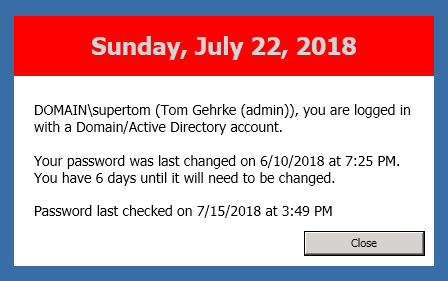 Sunday, July 22, 2018
DOMAIN\supertom (Tom Gehrke (admin)), you are logged in
with a Domain/Active Directory account.
Your password was last changed on 6/10/2018 at 7:25 PM.
You have 6 days until it will need to be changed.
Password last checked on 7/15/2018 at 3:49 PM
Close